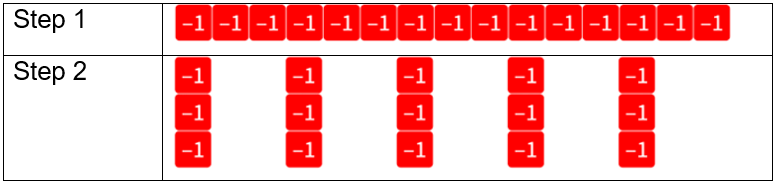 Step 1 –1 –1 –1 –1 –1 –1 –1 –1 –1 –1 –1 –1 –1 –1 –1
Step 2 –1 –1 –1 –1 –1
–1 –1 –1 –1 –1
–1 –1 –1 –1 –1